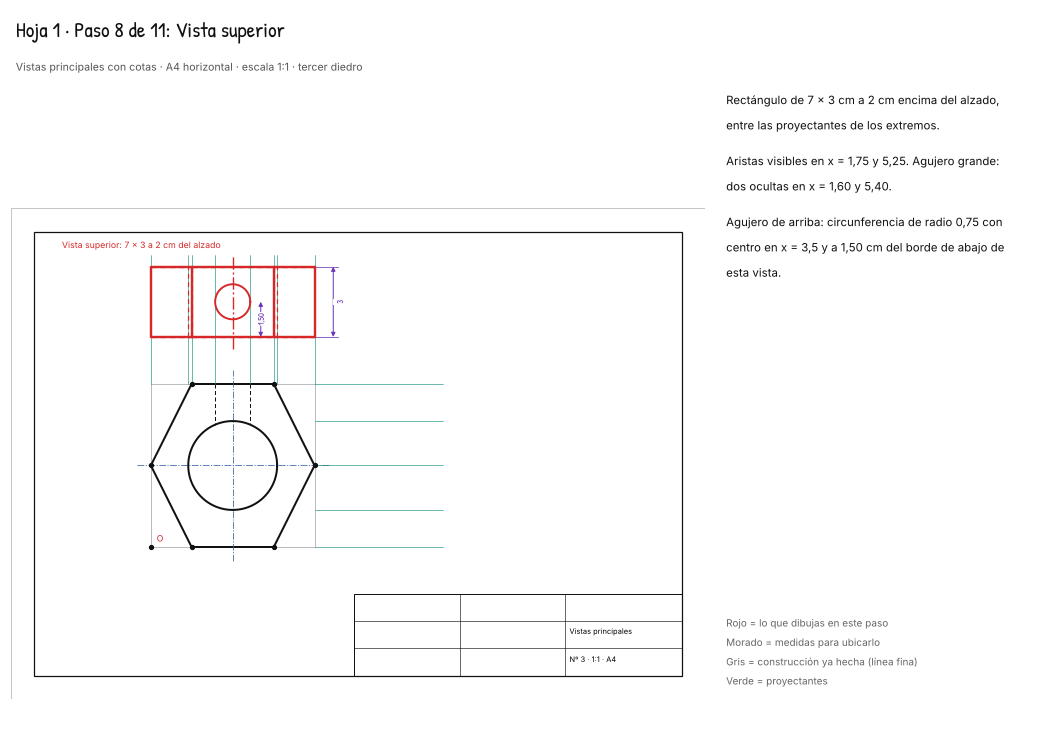 Hoja 1 · Paso 8 de 11: Vista superior
Vistas principales con cotas · A4 horizontal · escala 1:1 · tercer diedro
Rectángulo de 7 × 3 cm a 2 cm encima del alzado,
entre las proyectantes de los extremos.
Aristas visibles en x = 1,75 y 5,25. Agujero grande:
dos ocultas en x = 1,60 y 5,40.
Agujero de arriba: circunferencia de radio 0,75 con
centro en x = 3,5 y a 1,50 cm del borde de abajo de
esta vista.
Vista superior: 7 × 3 a 2 cm del alzado
3
1,50
O
Vistas principales
Nº 3 · 1:1 · A4
Rojo = lo que dibujas en este paso
Morado = medidas para ubicarlo
Gris = construcción ya hecha (línea fina)
Verde = proyectantes